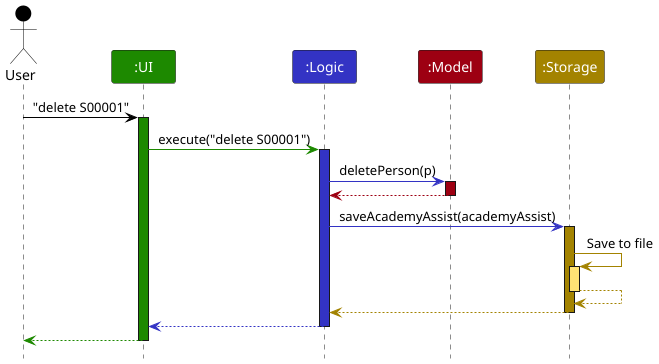 User
:UI
:Logic
:Model
:Storage
"delete S00001"
execute("delete S00001")
deletePerson(p)
saveAcademyAssist(academyAssist)
Save to file